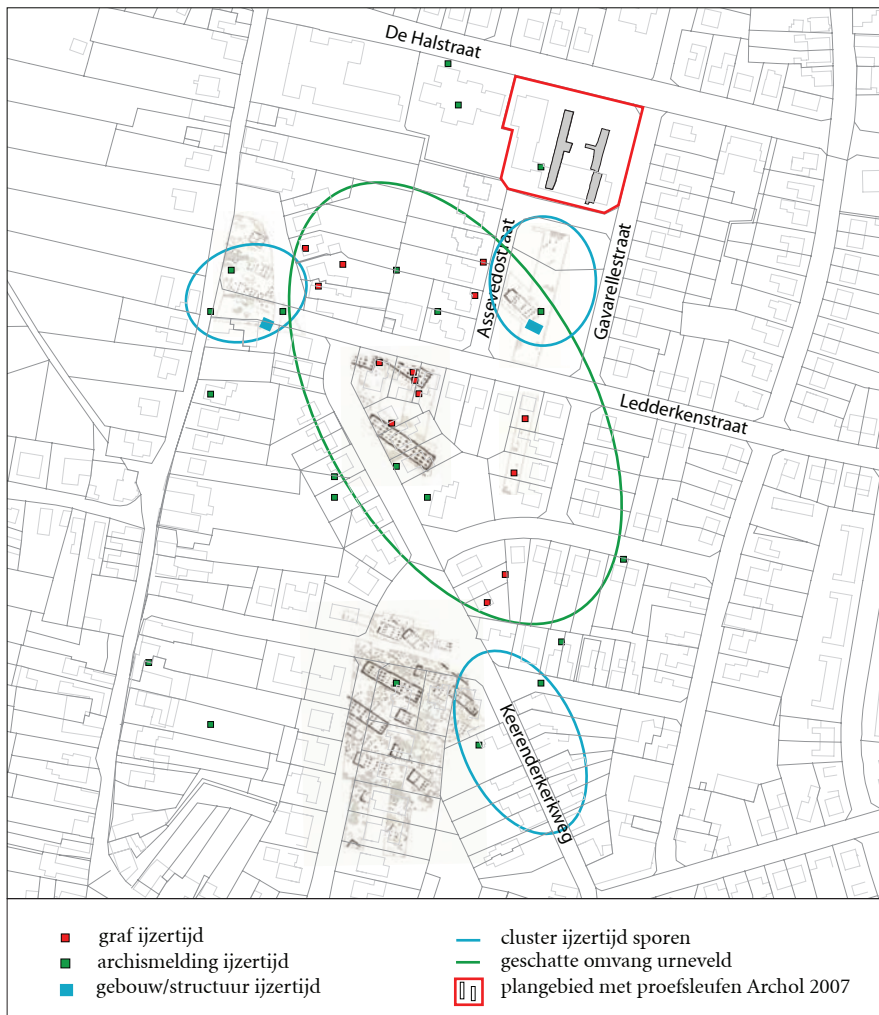 De Halstraat
Assevedostraat
Gavarellestraat
Ledderkenstraat
Keerenderkerkweg
graf ijzertijd
archismelding ijzertijd
gebouw/structuur ijzertijd
cluster ijzertijd sporen
geschatte omvang urneveld
plangebied met proefsleufen Archol 2007